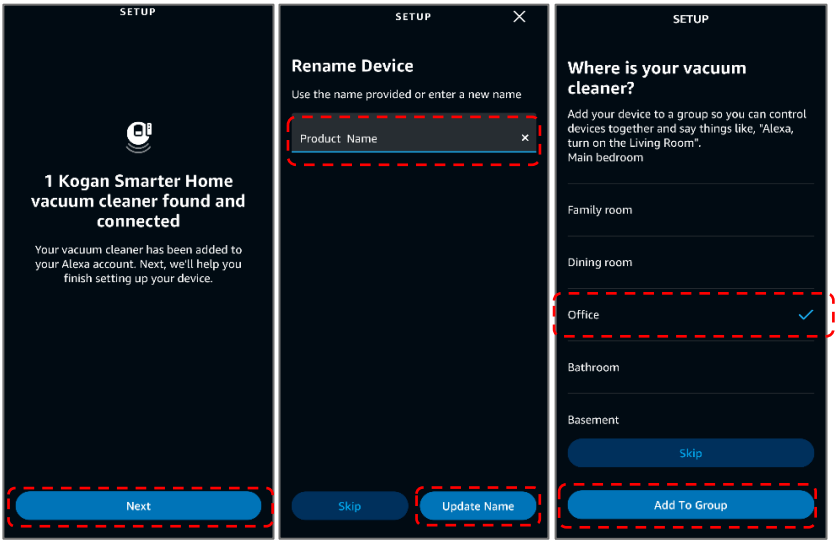 SETUP
1 Kogan Smarter Home
vacuum cleaner found and
connected
Your vacuum cleaner has been added to
your Alexa account. Next, we'll help you
finish setting up your device.
Next
SETUP
Rename Device
Use the name provided or enter a new name
Product Name
Skip
Update Name
SETUP
Where is your vacuum
cleaner?
Add your device to a group so you can control
devices together and say things like, "Alexa,
turn on the Living Room".
Main bedroom
Family room
Dining room
Office
Bathroom
Basement
Skip
Add To Group